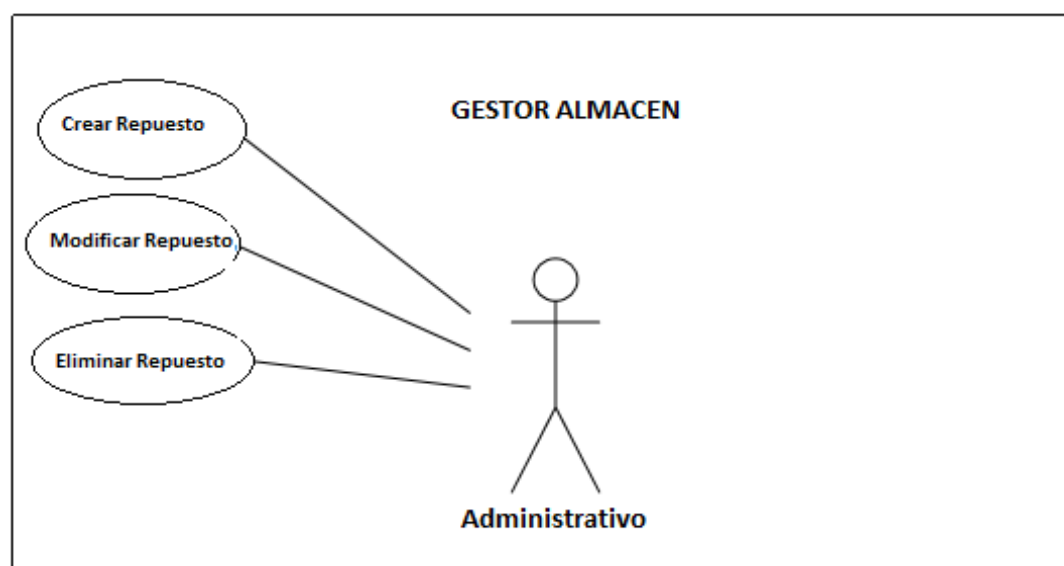 GESTOR ALMACEN
Crear Repuesto
Modificar Repuesto
Eliminar Repuesto
Administrativo